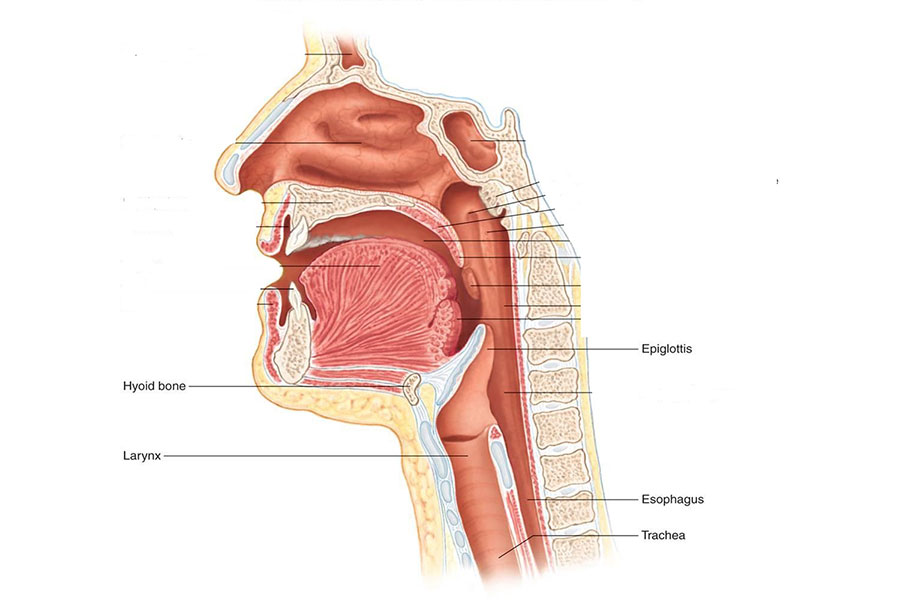 Epiglottis
Hyoid bone
Larynx
Esophagus
Trachea